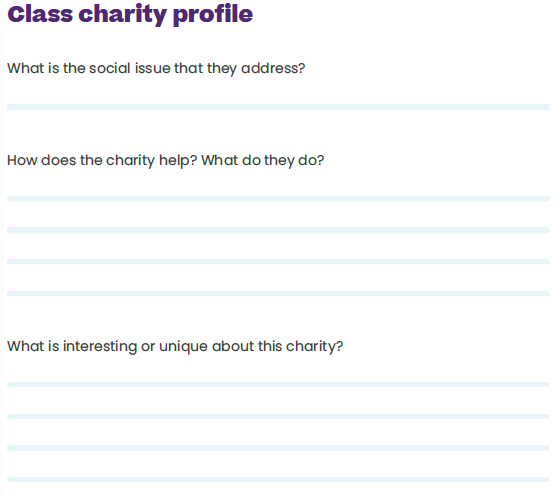 Class charity profile
What is the social issue that they address?
How does the charity help? What do they do?
What is interesting or unique about this charity?